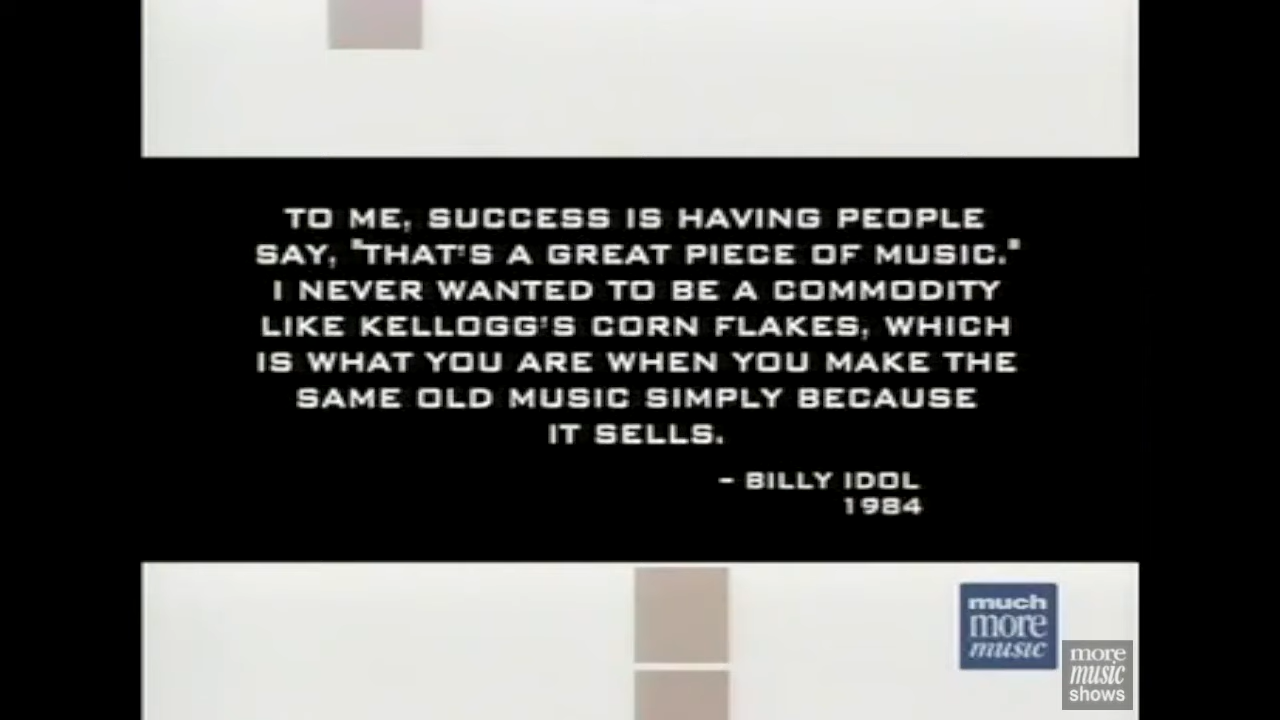 TO ME, SUCCESS IS HAVING PEOPLE
SAY, "THAT'S A GREAT PIECE OF MUSIC."
I NEVER WANTED TO BE A COMMODITY
LIKE KELLOGG'S CORN FLAKES, WHICH
IS WHAT YOU ARE WHEN YOU MAKE THE
SAME OLD MUSIC SIMPLY BECAUSE
IT SELLS.
- BILLY IDOL
1984
much
more
music
more
music
shows